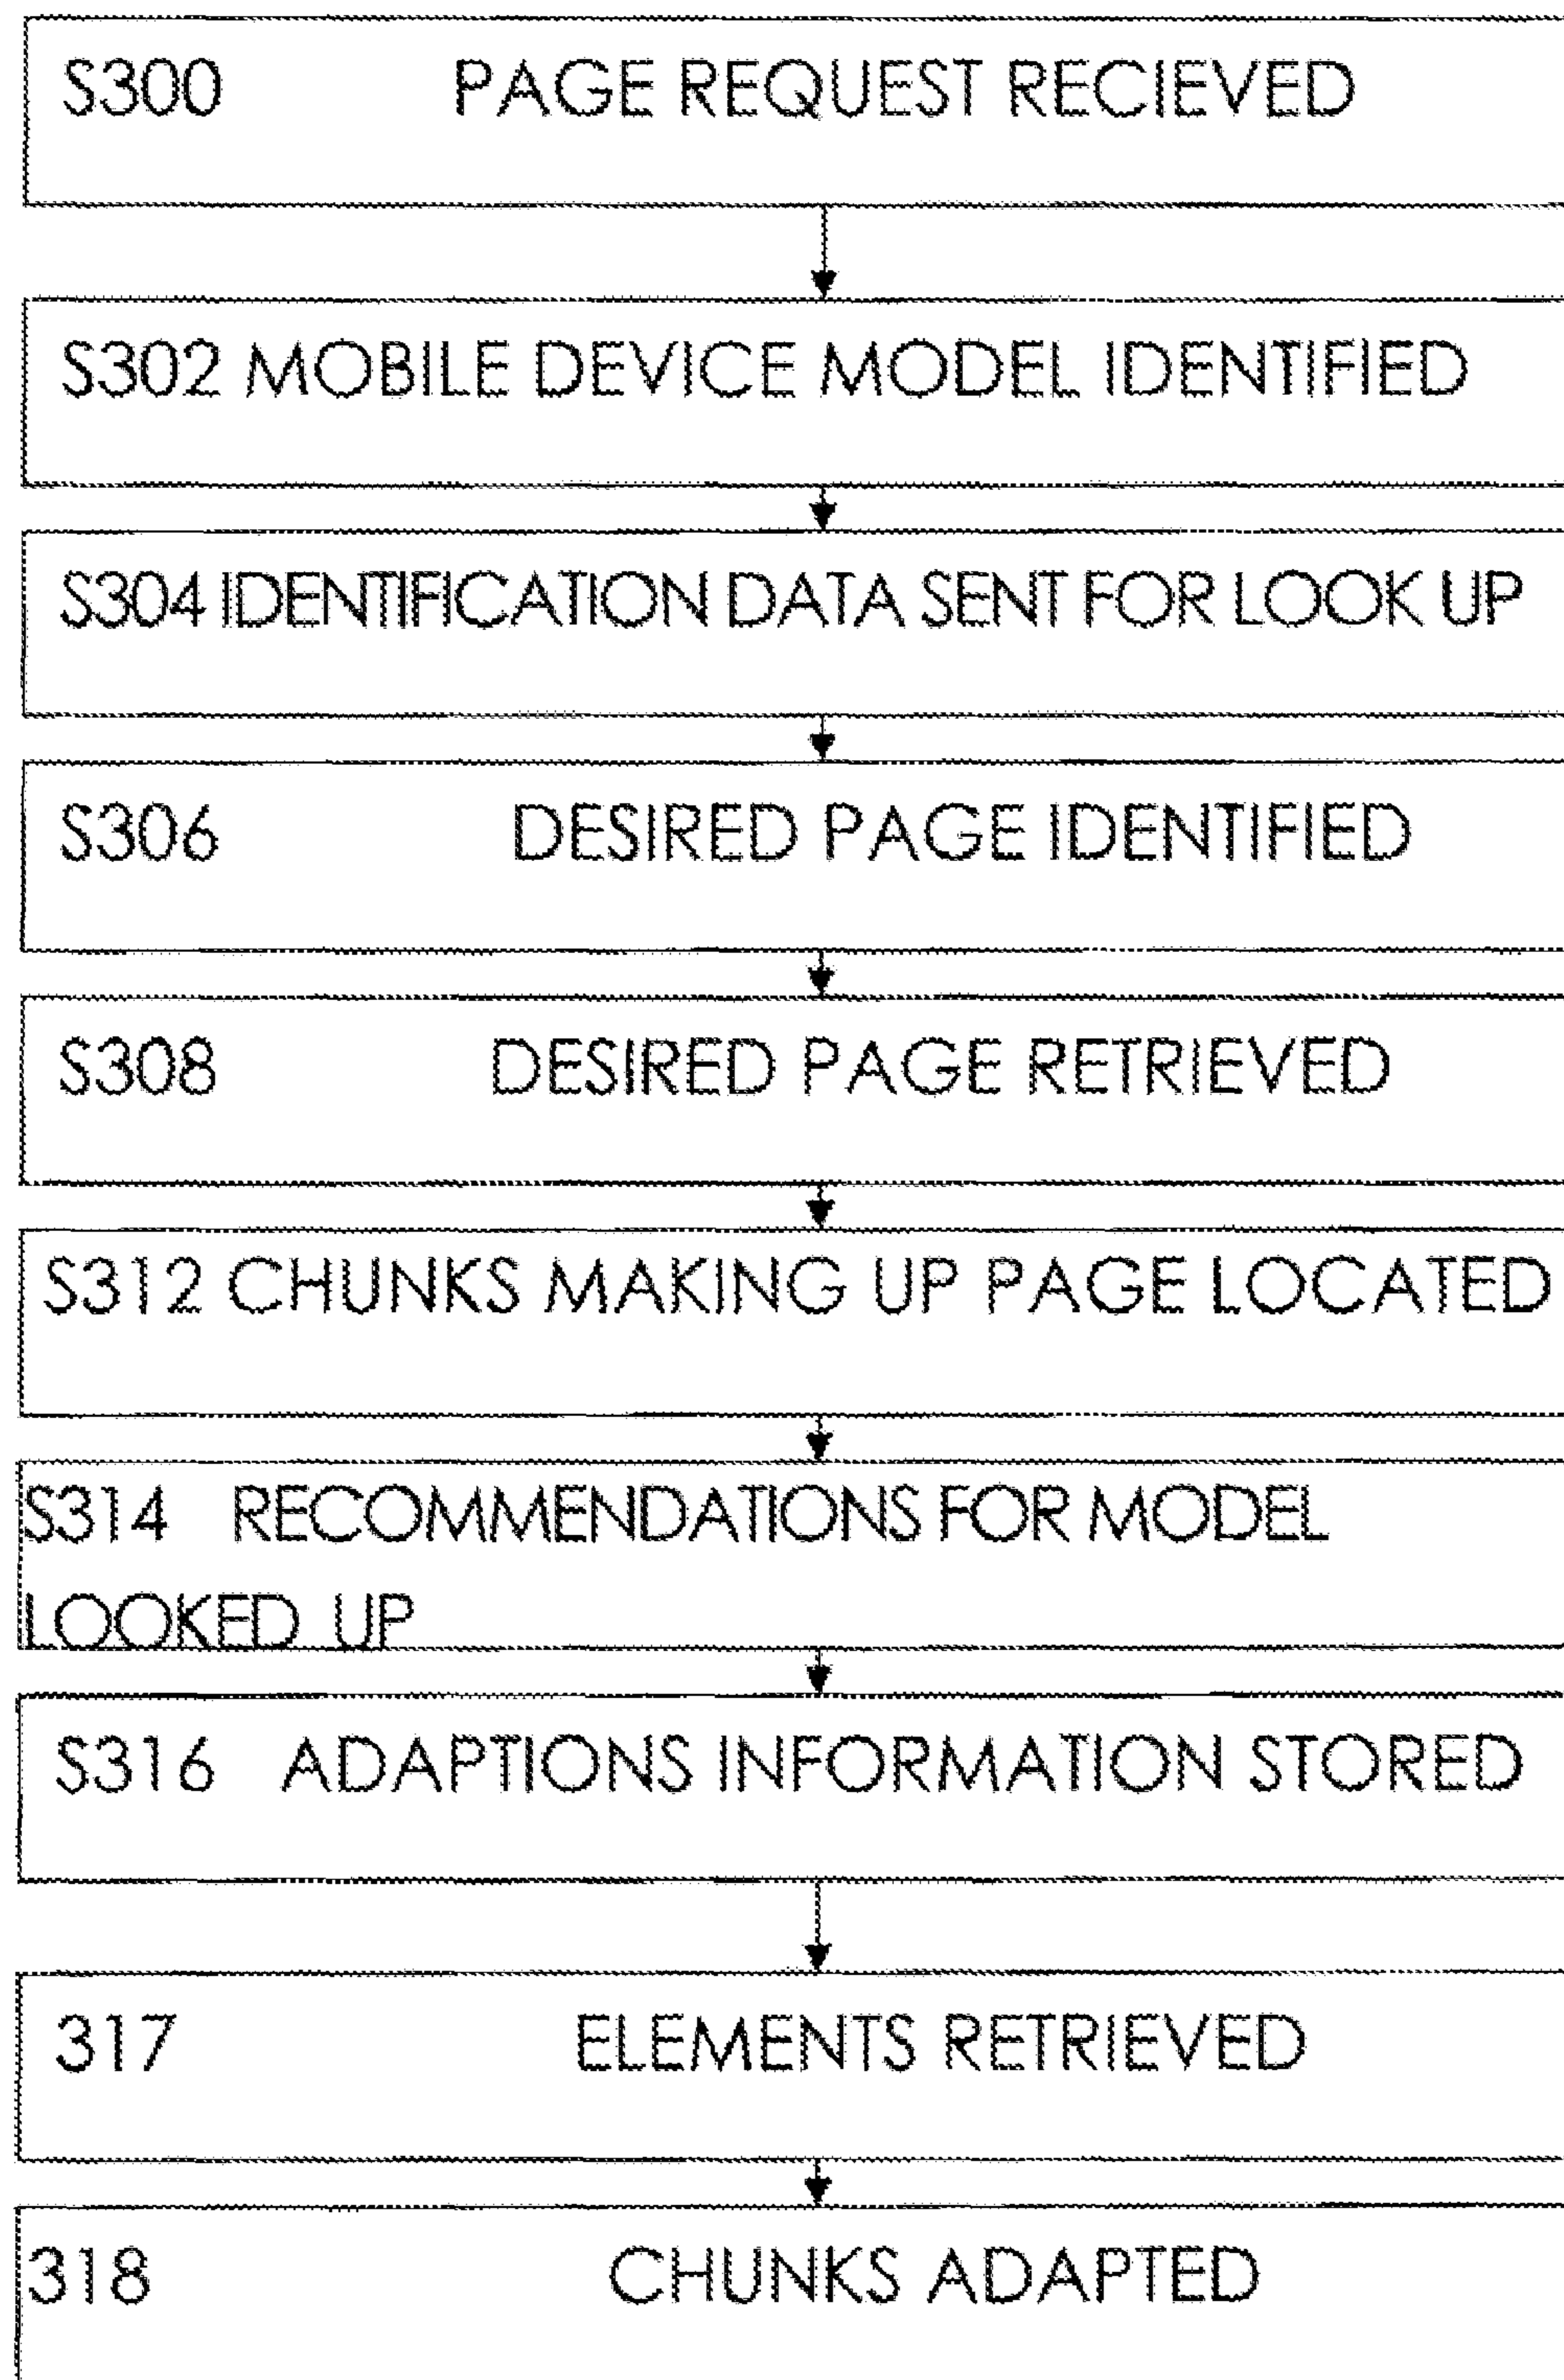 S300 PAGE REQUEST RECIEVED
S302 MOBILE DEVICE MODEL IDENTIFIED
S304 IDENTIFICATION DATA SENT FOR LOOK UP
S306 DESIRED PAGE IDENTIFIED
S308 DESIRED PAGE RETRIEVED
S312 CHUNKS MAKING UP PAGE LOCATED
S314 RECOMMENDATIONS FOR MODEL
LOOKED UP
S316 ADAPTIONS INFORMATION STORED
317 ELEMENTS RETRIEVED
318 CHUNKS ADAPTED